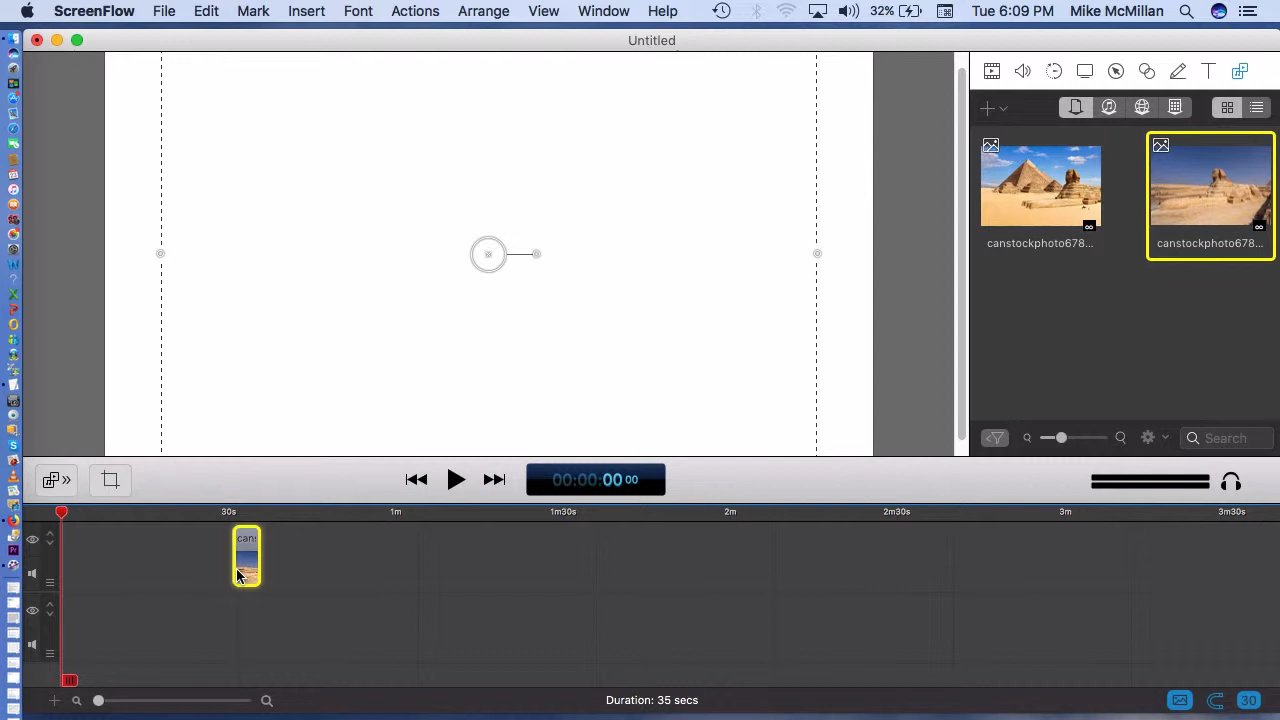 ScreenFlow File Edit Mark Insert Font Actions Arrange View Window Help 32% Tue 6:09 PM Mike McMillan
Untitled
canstockphoto678... canstockphoto678...
Search
00:00:00 00
30s 1m 1m30s 2m 2m30s 3m 3m30s
cans
Duration: 35 secs 30